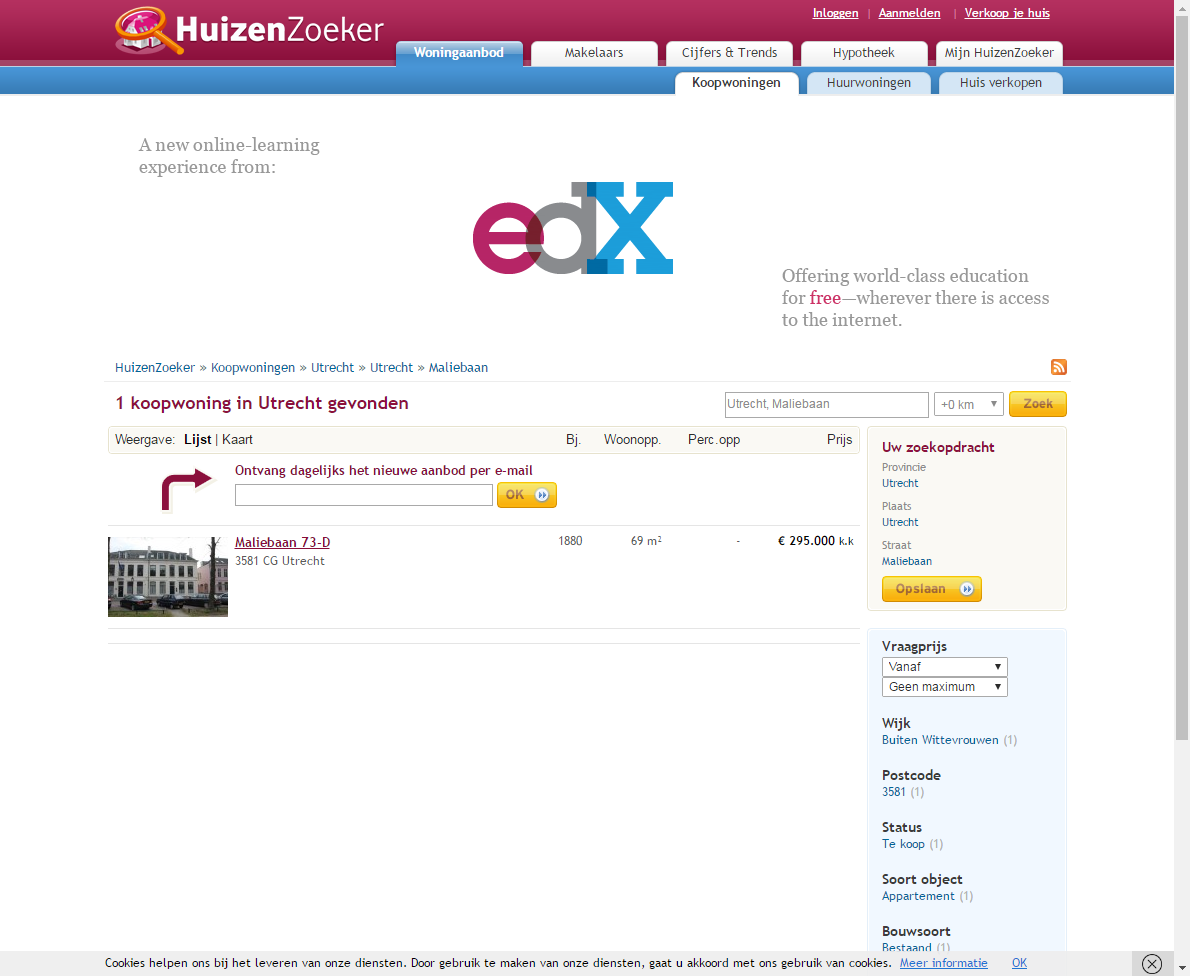 HuizenZoeker
Inloggen | Aanmelden | Verkoop je huis
Woningaanbod
Makelaars
Cijfers & Trends
Hypotheek
Mijn HuizenZoeker
Koopwoningen
Huurwoningen
Huis verkopen
A new online-learning
experience from:
edX
Offering world-class education
for free—wherever there is access
to the internet.
HuizenZoeker » Koopwoningen » Utrecht » Utrecht » Maliebaan
1 koopwoning in Utrecht gevonden
Utrecht, Maliebaan
+0 km
Zoek
Weergave: Lijst | Kaart
Bj.
Woonopp.
Perc.opp
Prijs
Ontvang dagelijks het nieuwe aanbod per e-mail
OK
Maliebaan 73-D
3581 CG Utrecht
1880
69 m²
-
€ 295.000 k.k
Uw zoekopdracht
Provincie
Utrecht
Plaats
Utrecht
Straat
Maliebaan
Opslaan
Vraagprijs
Vanaf
Geen maximum
Wijk
Buiten Wittevrouwen (1)
Postcode
3581 (1)
Status
Te koop (1)
Soort object
Appartement (1)
Bouwsoort
Bestaand (1)
Cookies helpen ons bij het leveren van onze diensten. Door gebruik te maken van onze diensten, gaat u akkoord met ons gebruik van cookies. Meer informatie OK